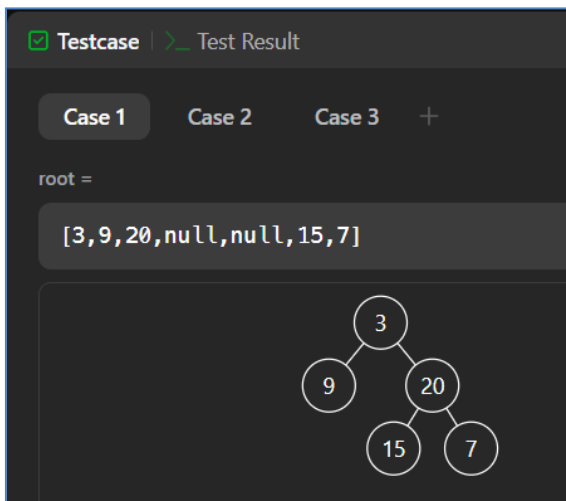 Testcase | >_ Test Result
Case 1 Case 2 Case 3 +
root =
[3,9,20,null,null,15,7]
3
9 20
15 7